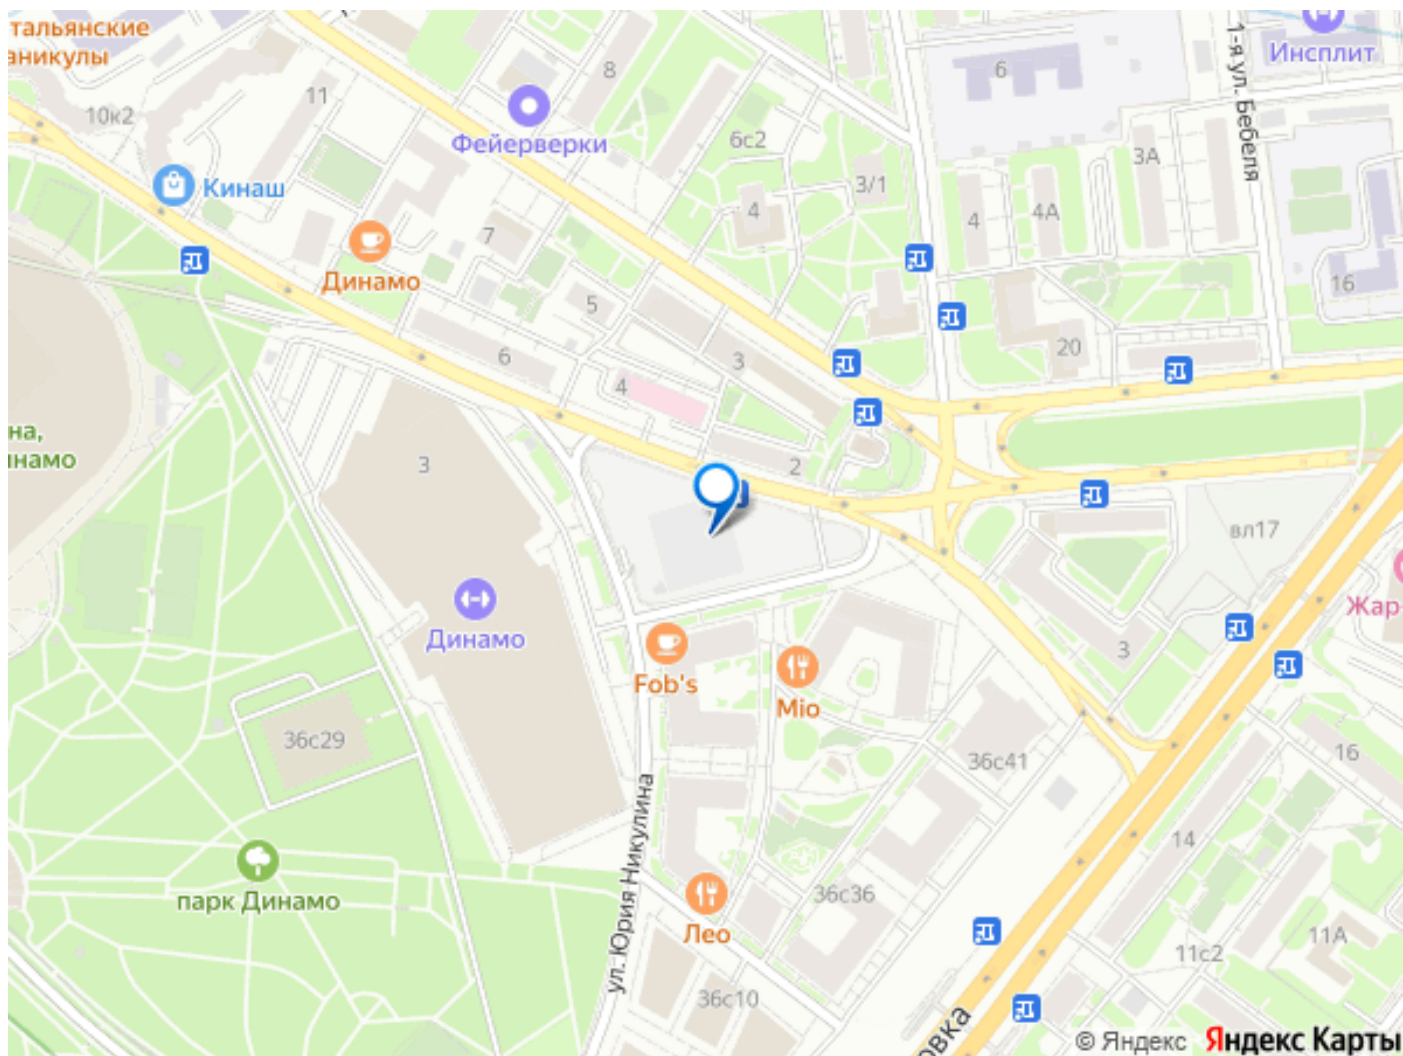 тальянские
аникулы
10к2
11
8
Фейерверки
6с2
6
Инсплит
1-я ул. Бебеля
3А
3/1
4
4
4А
16
Кинаш
7
Динамо
5
6
3
4
20
2
на,
инамо
3
вл17
Жар-
Динамо
Fob's
Mio
3
36с29
36с41
16
ул. Юрия Никулина
14
парк Динамо
36с36
Лео
11с2
11А
36с10
овка
© Яндекс Яндекс Карты